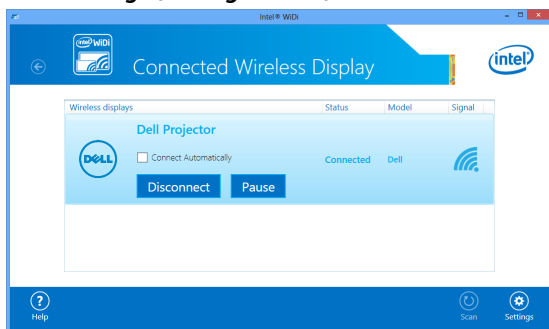 Intel® WiDi
intel WiDi
Connected Wireless Display
intel
Wireless displays Status Model Signal
Dell Projector
DELL
Connect Automatically
Connected Dell
Disconnect Pause
Help Scan Settings